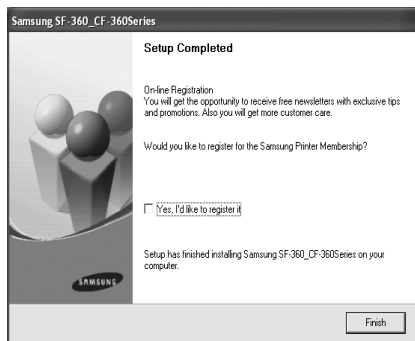 Samsung SF-360_CF-360Series
Setup Completed
On-line Registration
You will get the opportunity to receive free newsletters with exclusive tips
and promotions. Also you will get more customer care.
Would you like to register for the Samsung Printer Membership?
Yes, I'd like to register it
Setup has finished installing Samsung SF-360_CF-360Series on your
computer.
SAMSUNG
Finish